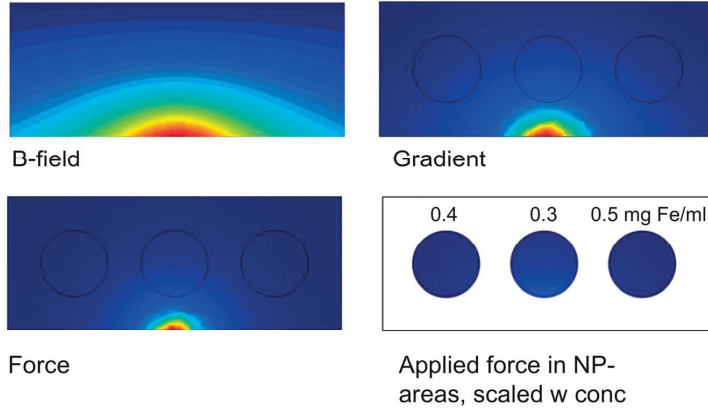 B-field
Gradient
0.4 0.3 0.5 mg Fe/ml
Force
Applied force in NP-
areas, scaled w conc